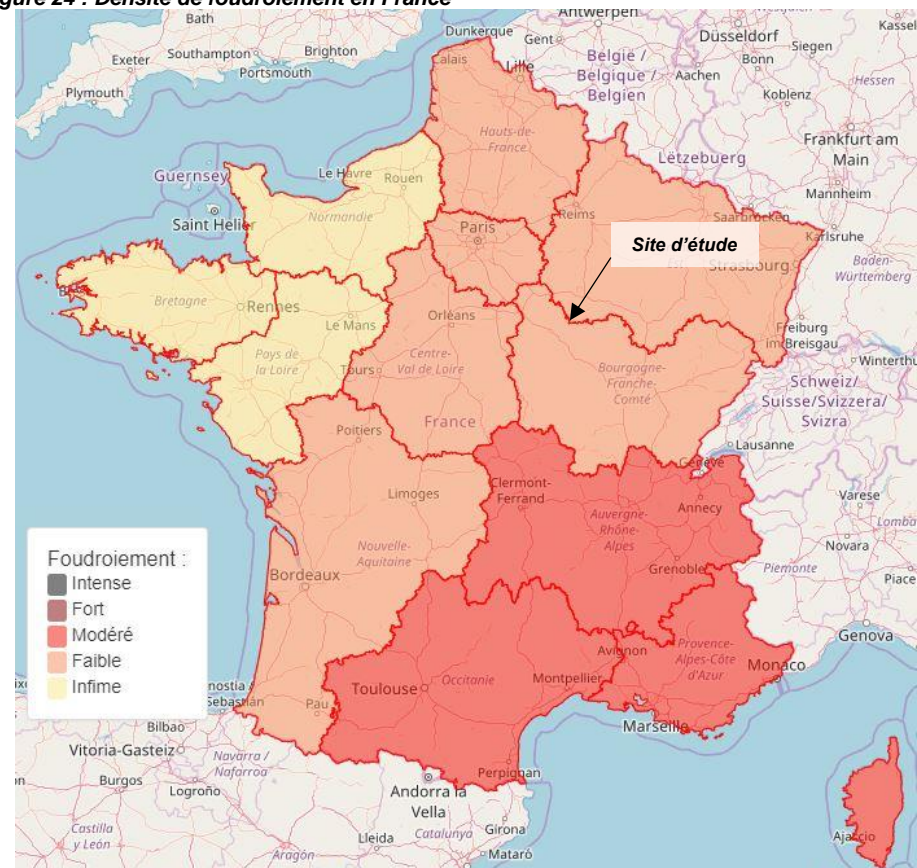 gure 24 : Densité de foudroiement en France
Bath
Antwerpen
Kassel
Exeter
Southampton
Brighton
Portsmouth
Plymouth
Dunkerque
Gent
Calais
Lille
België /
Belgique /
Belgien
Düsseldorf
Siegen
Bonn
Aachen
Koblenz
Hessen
Frankfurt am
Main
Lëtzebuerg
Mannheim
Guernsey
Saint Helier
Le Havre
Rouen
Hauts-de-
France
Normandie
Paris
Reims
Saarbrücken
Karlsruhe
Site d’étude
Strasbourg
Baden-
Württemberg
Bretagne
Rennes
Le Mans
Orléans
Pays de
la Loire
Tours
Centre-
Val de Loire
Bourgogne-
Franche-
Comté
Freiburg
im Breisgau
Winterthu
Schweiz/
Suisse/Svizzera/
Svizra
France
Poitiers
Lausanne
Genève
Limoges
Clermont-
Ferrand
Annecy
Auvergne-
Rhône-
Alpes
Varese
Lomba
Novara
Nouvelle-
Aquitaine
Grenoble
Piemonte
Piace
Bordeaux
Foudroiement :
Intense
Fort
Modéré
Faible
Infime
Avignon
Provence-
Alpes-Côte
d'Azur
Genova
Monaco
nostia /
Sebastián
Pau
Toulouse
Occitanie
Montpellier
Marseille
Bilbao
Vitoria-Gasteiz
Navarra /
Nafarroa
Burgos
Logroño
Perpignan
Andorra la
Vella
Castilla
y León
Lleida
Catalunya
Girona
Aragón
Mataró
Ajaccio